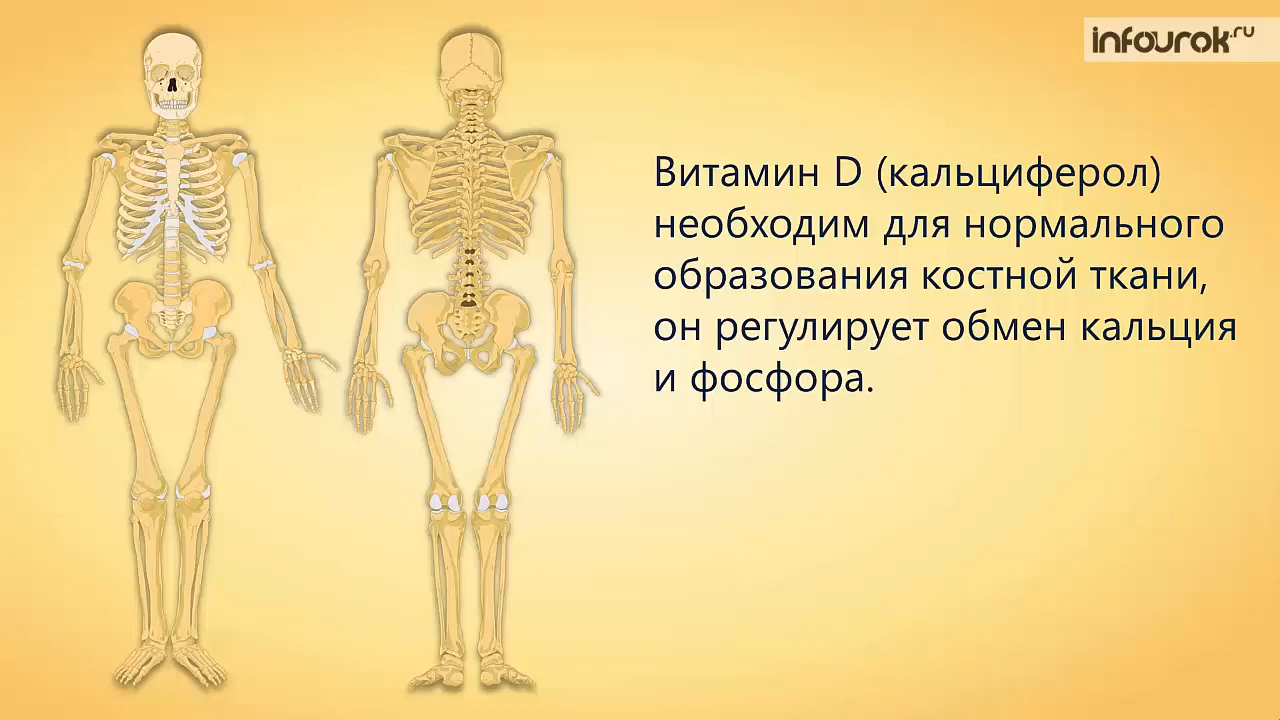 infourok.ru
Витамин D (кальциферол)
необходим для нормального
образования костной ткани,
он регулирует обмен кальция
и фосфора.